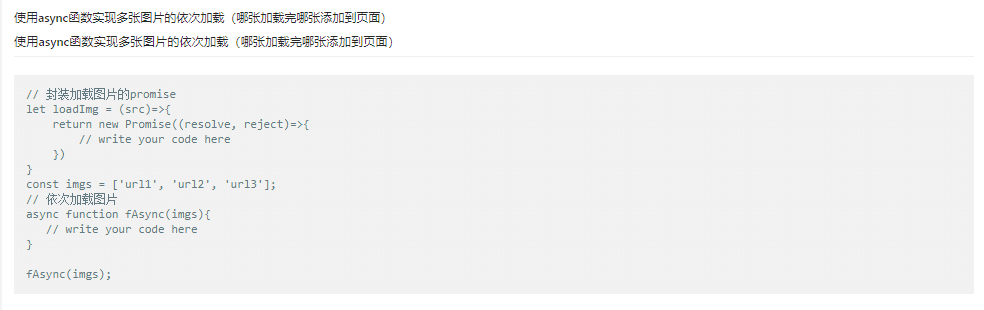 使用async函数实现多张图片的依次加载（哪张加载完哪张添加到页面）
使用async函数实现多张图片的依次加载（哪张加载完哪张添加到页面）
// 封装加载图片的promise
let loadImg = (src)=>{
    return new Promise((resolve, reject)=>{
        // write your code here
    })
}
const imgs = ['url1', 'url2', 'url3'];
// 依次加载图片
async function fAsync(imgs){
   // write your code here
}
fAsync(imgs);